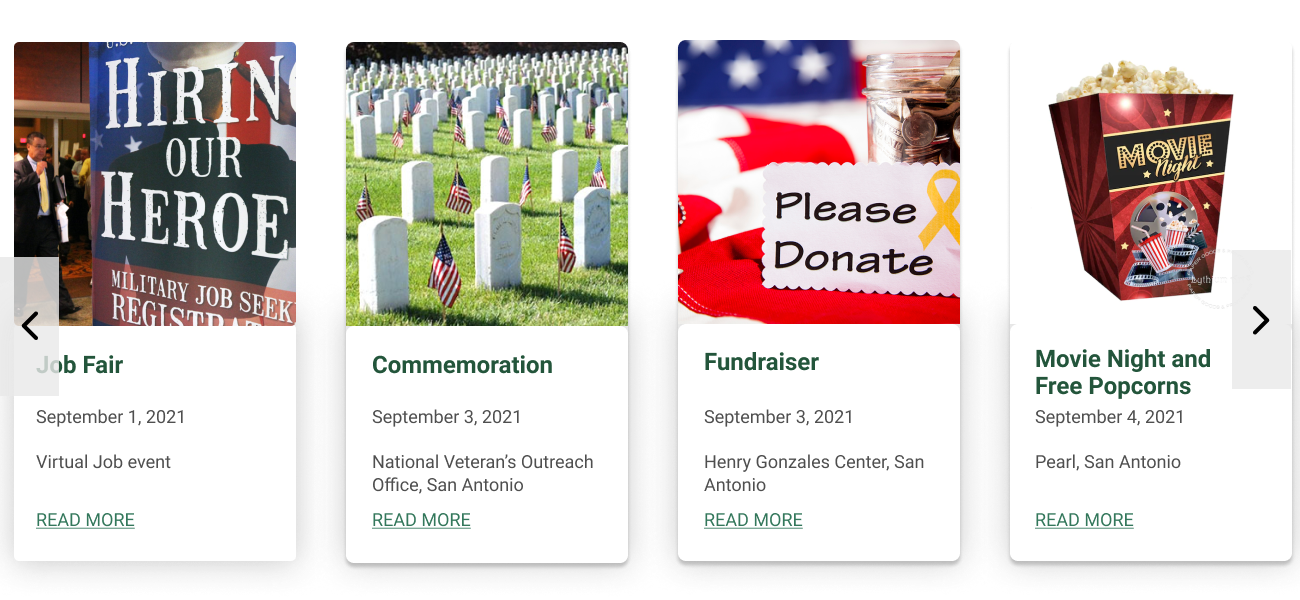 U.S.
HIRING
OUR
HEROE
MILITARY JOB SEEK
REGISTRAT
Job Fair
September 1, 2021
Virtual Job event
READ MORE
Commemoration
September 3, 2021
National Veteran’s Outreach
Office, San Antonio
READ MORE
Please
Donate
Fundraiser
September 3, 2021
Henry Gonzales Center, San
Antonio
READ MORE
MOVIE
Night
Movie Night and
Free Popcorns
September 4, 2021
Pearl, San Antonio
READ MORE